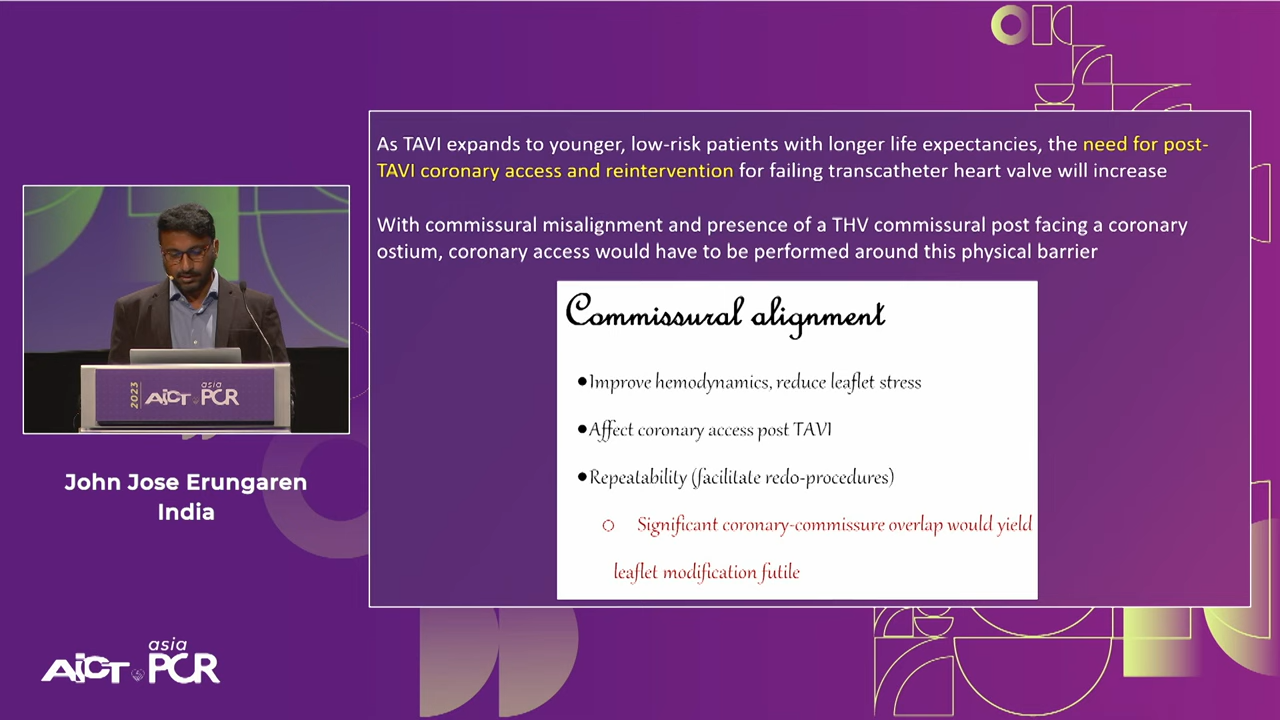 As TAVI expands to younger, low-risk patients with longer life expectancies, the need for post-
TAVI coronary access and reintervention for failing transcatheter heart valve will increase
With commissural misalignment and presence of a THV commissural post facing a coronary
ostium, coronary access would have to be performed around this physical barrier
Commissural alignment
●Improve hemodynamics, reduce leaflet stress
●Affect coronary access post TAVI
●Repeatability (facilitate redo-procedures)
○ Significant coronary-commissure overlap would yield
leaflet modification futile
2023
AICT
asia
PCR
John Jose Erungaren
India
AICT
asia
PCR